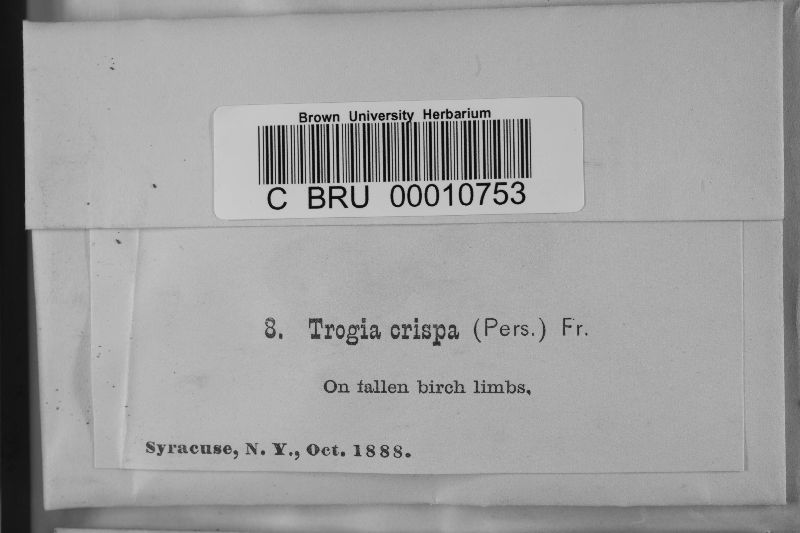 Brown University Herbarium
C BRU 00010753
8. Trogia crispa (Pers.) Fr.
On fallen birch limbs,
Syracuse, N. Y., Oct. 1888.